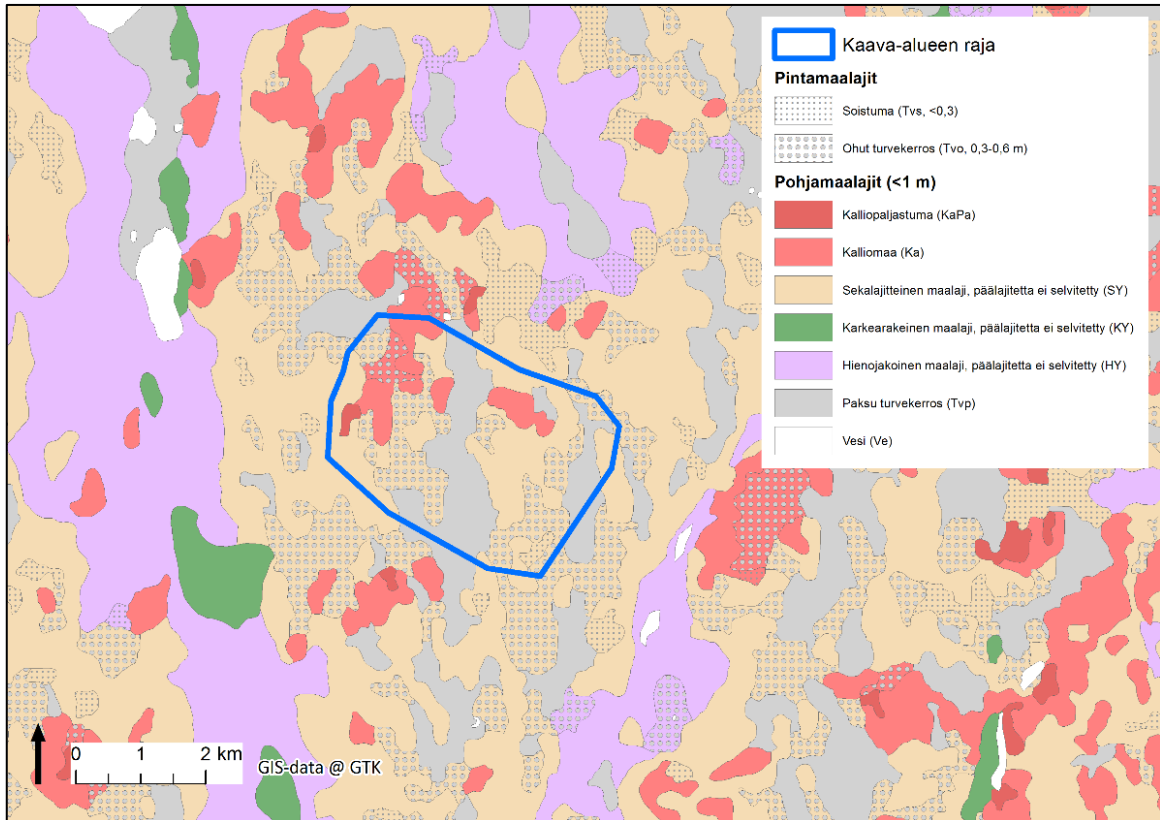 Kaava-alueen raja
Pintamaalajit
Soistuma (Tvs, <0,3)
Ohut turvekerros (Tvo, 0,3-0,6 m)
Pohjamaalajit (<1 m)
Kalliopaljastuma (KaPa)
Kalliomaa (Ka)
Sekalajitteinen maalaji, päälajitetta ei selvitetty (SY)
Karkearakeinen maalaji, päälajitetta ei selvitetty (KY)
Hienojakoinen maalaji, päälajitetta ei selvitetty (HY)
Paksu turvekerros (Tvp)
Vesi (Ve)
0 1 2 km
GIS-data @ GTK